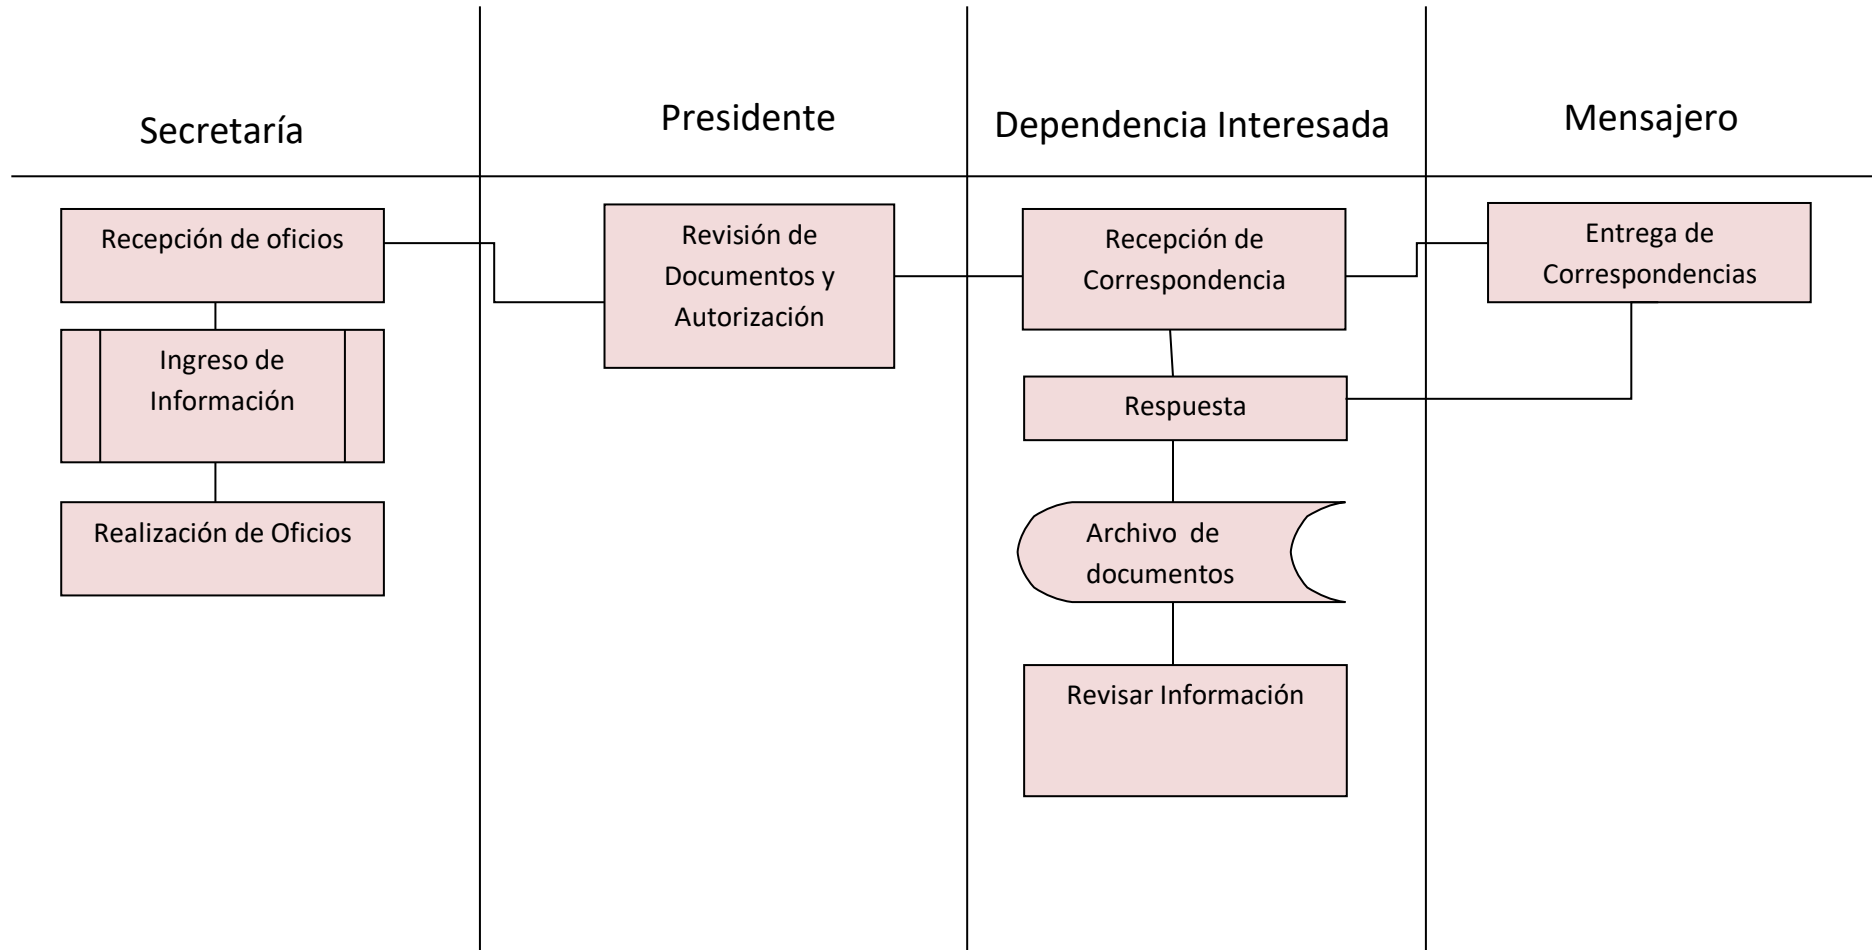 Secretaría
Presidente
Dependencia Interesada
Mensajero
Recepción de oficios
Ingreso de
Información
Realización de Oficios
Revisión de
Documentos y
Autorización
Recepción de
Correspondencia
Respuesta
Archivo de
documentos
Revisar Información
Entrega de
Correspondencias